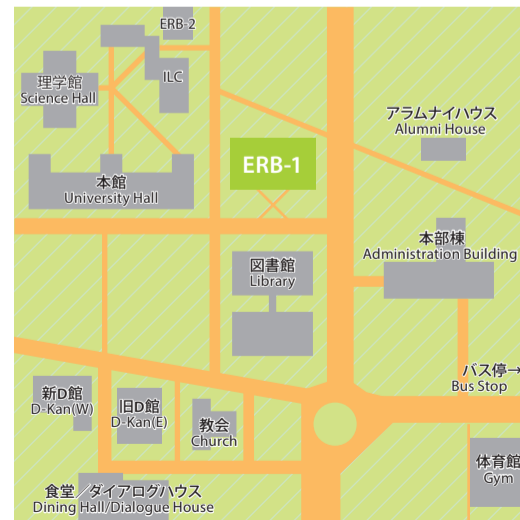 ERB-2
理学館
Science Hall
ILC
アラムナイハウス
Alumni House
ERB-1
本館
University Hall
本部棟
Administration Building
図書館
Library
バス停→
Bus Stop
新D館
D-Kan(W)
旧D館
D-Kan(E)
教会
Church
体育館
Gym
食堂／ダイアログハウス
Dining Hall/Dialogue House